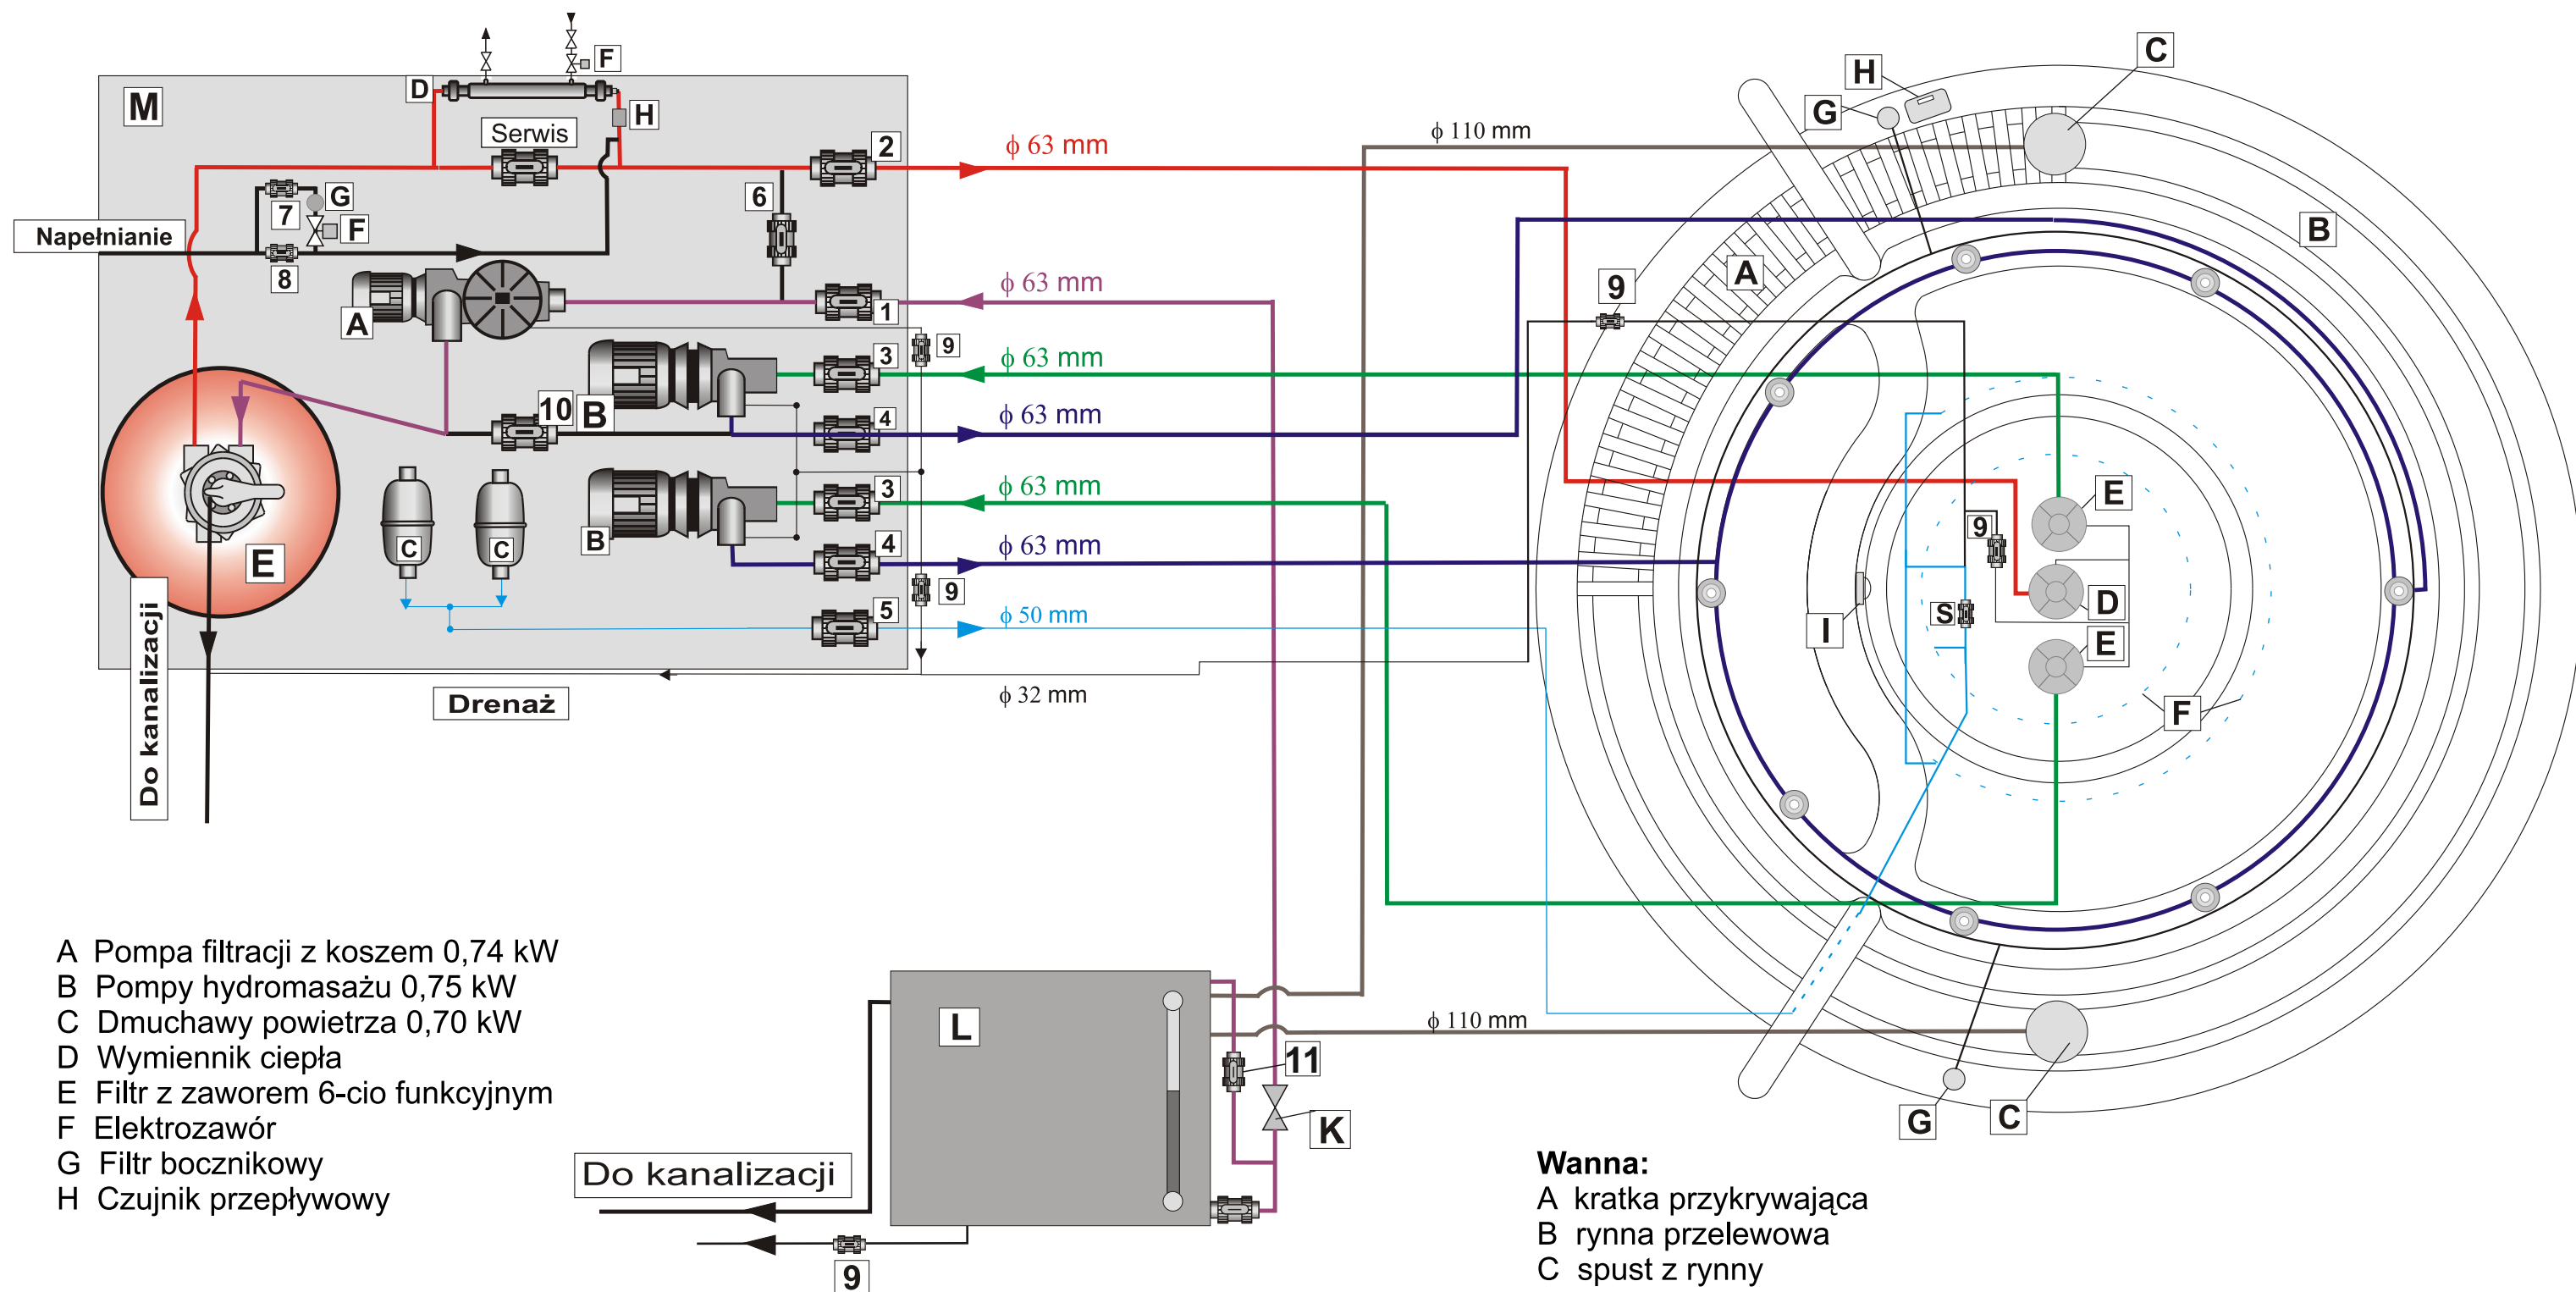 C
H
F
G
D
M
H
Serwis
2
ϕ 63 mm
ϕ 110 mm
6
G
7
F
B
Napełnianie
8
A
ϕ 63 mm
9
1
A
3
9
ϕ 63 mm
10
B
4
ϕ 63 mm
3
ϕ 63 mm
E
9
B
C
C
4
ϕ 63 mm
E
9
D
5
ϕ 50 mm
S
I
E
Do kanalizacji
Drenaż
ϕ 32 mm
F
A Pompa filtracji z koszem 0,74 kW
B Pompy hydromasażu 0,75 kW
C Dmuchawy powietrza 0,70 kW
D Wymiennik ciepła
E Filtr z zaworem 6-cio funkcyjnym
F Elektrozawór
G Filtr bocznikowy
H Czujnik przepływowy
L
ϕ 110 mm
11
K
G
C
Do kanalizacji
9
Wanna:
A kratka przykrywająca
B rynna przelewowa
C spust z rynny